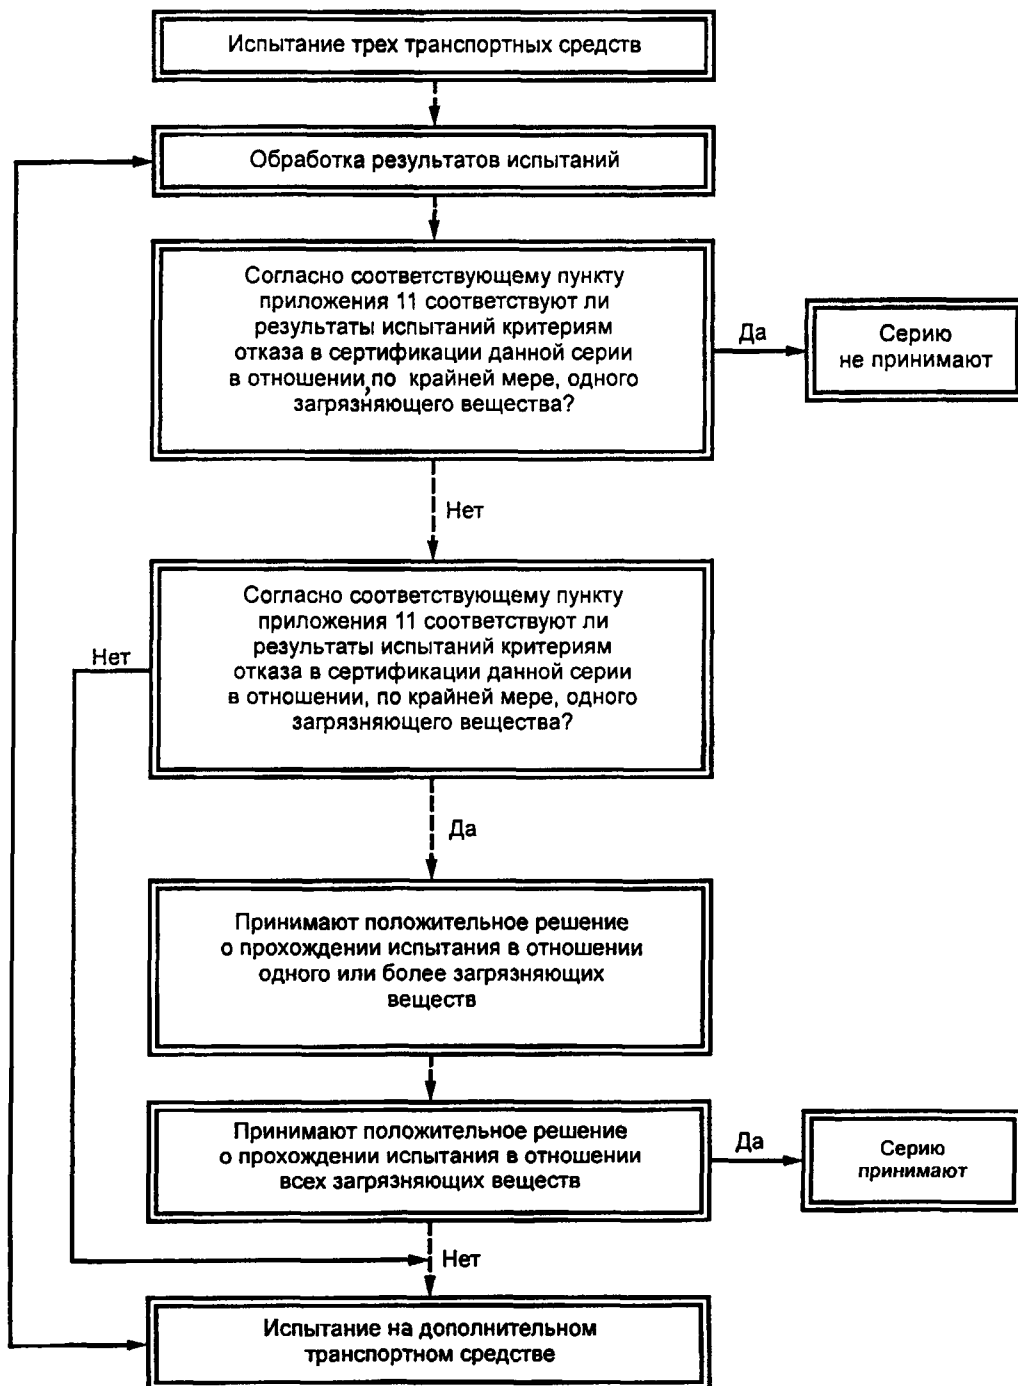 Испытание трех транспортных средств
Обработка результатов испытаний
Согласно соответствующему пункту
приложения 11 соответствуют ли
результаты испытаний критериям
отказа в сертификации данной серии
в отношении, по крайней мере, одного
загрязняющего вещества?
Да
Серию
не принимают
Нет
Согласно соответствующему пункту
приложения 11 соответствуют ли
результаты испытаний критериям
отказа в сертификации данной серии
в отношении, по крайней мере, одного
загрязняющего вещества?
Нет
Да
Принимают положительное решение
о прохождении испытания в отношении
одного или более загрязняющих
веществ
Принимают положительное решение
о прохождении испытания в отношении
всех загрязняющих веществ
Да
Серию
принимают
Нет
Испытание на дополнительном
транспортном средстве